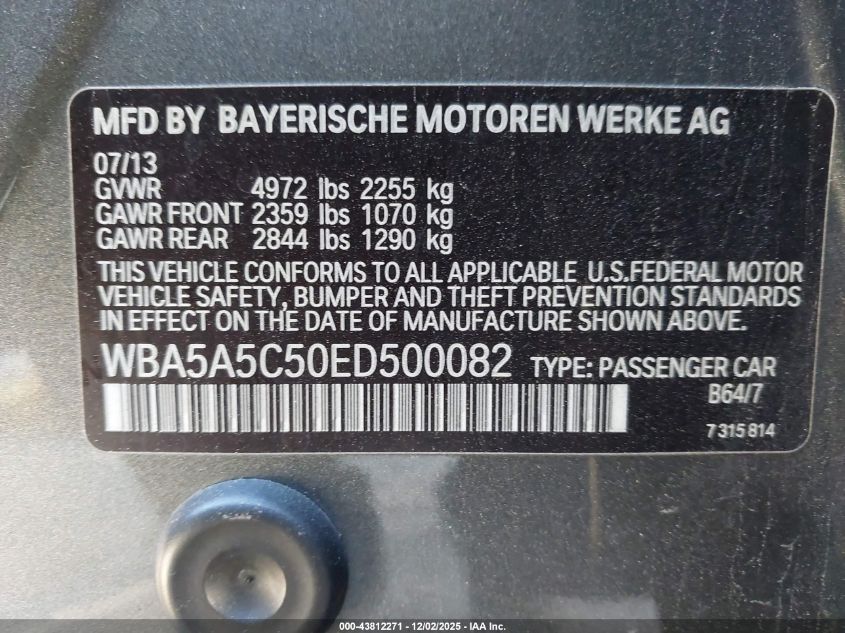 MFD BY BAYERISCHE MOTOREN WERKE AG
07/13
GVWR 4972 lbs 2255 kg
GAWR FRONT 2359 lbs 1070 kg
GAWR REAR 2844 lbs 1290 kg
THIS VEHICLE CONFORMS TO ALL APPLICABLE U.S.FEDERAL MOTOR
VEHICLE SAFETY, BUMPER AND THEFT PREVENTION STANDARDS
IN EFFECT ON THE DATE OF MANUFACTURE SHOWN ABOVE.
WBA5A5C50ED500082 TYPE: PASSENGER CAR
B64/7
7 315 814
000-43812271 - 12/02/2025 - IAA Inc.